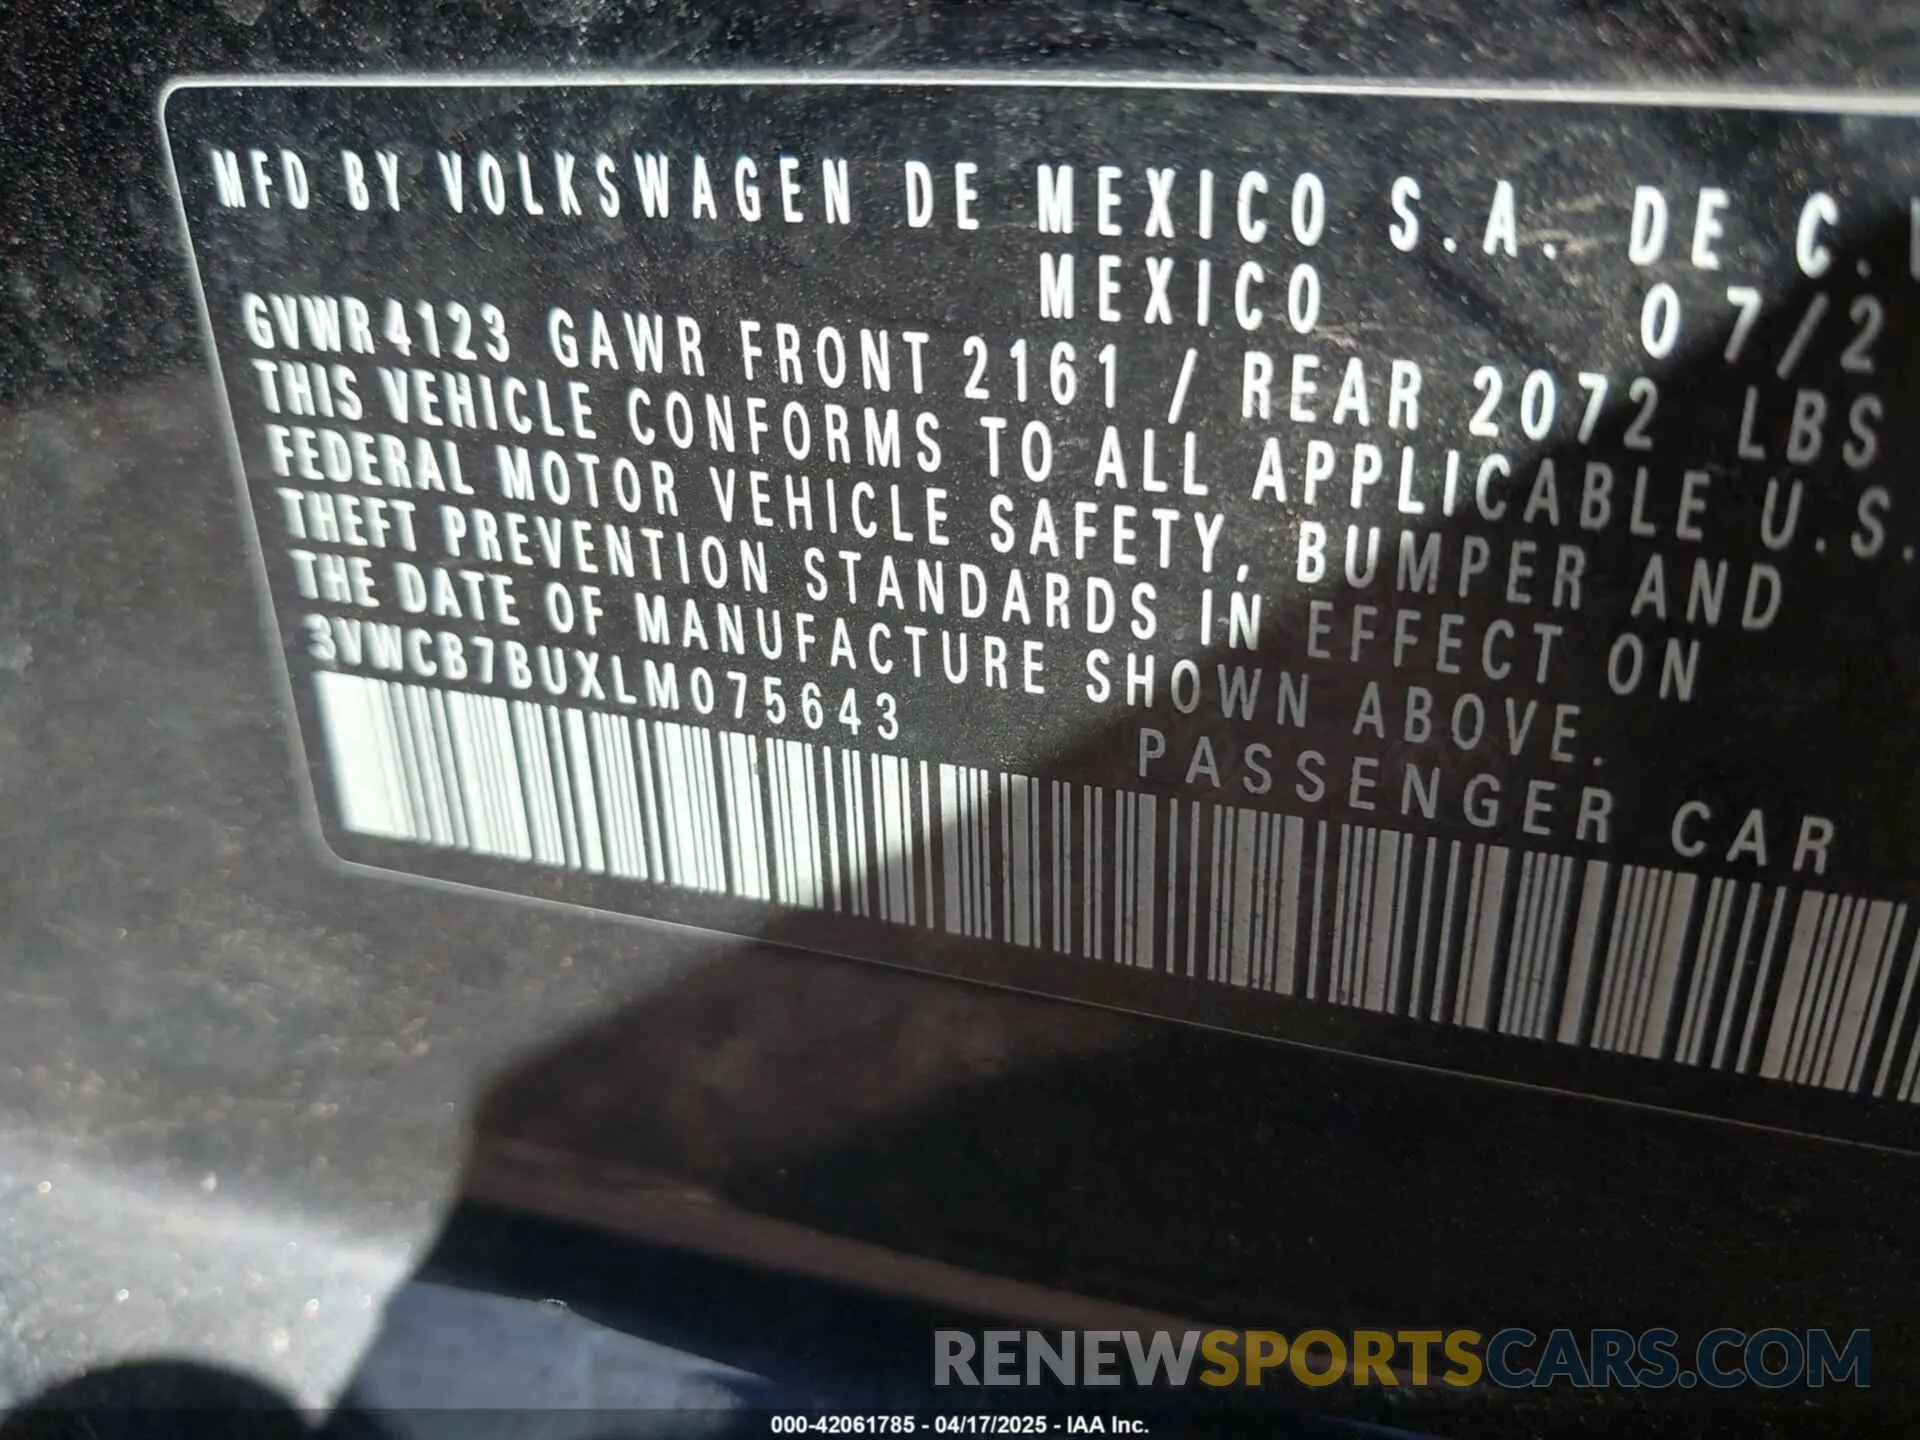 MFD BY VOLKSWAGEN DE MEXICO S.A. DE C.
MEXICO 07/2
GVWR4123 GAWR FRONT 2161 / REAR 2072 LBS
THIS VEHICLE CONFORMS TO ALL APPLICABLE U.S.
FEDERAL MOTOR VEHICLE SAFETY, BUMPER AND
THEFT PREVENTION STANDARDS IN EFFECT ON
THE DATE OF MANUFACTURE SHOWN ABOVE.
3VWCB7BUXLM075643
PASSENGER CAR
RENEWSPORTSCARS.COM
000-42061785 - 04/17/2025 - IAA Inc.